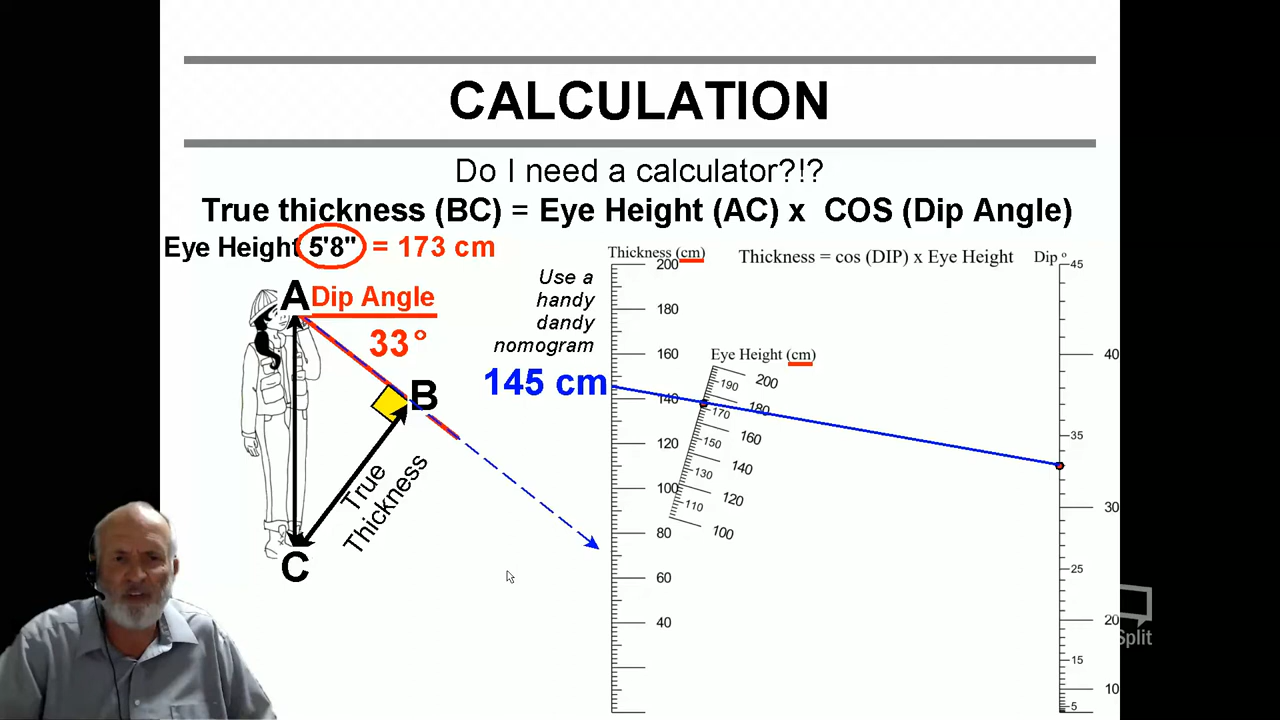 CALCULATION
Do I need a calculator?!?
True thickness (BC) = Eye Height (AC) x COS (Dip Angle)
Eye Height 5'8" = 173 cm
A
Dip Angle
33°
B
C
True
Thickness
Use a
handy
dandy
nomogram
145 cm
Thickness (cm)
Thickness = cos (DIP) x Eye Height
Dip º
200
180
160
140
120
100
80
60
40
Eye Height (cm)
200
190
180
170
160
150
140
130
120
110
100
45
40
35
30
25
20
15
10
5
Split